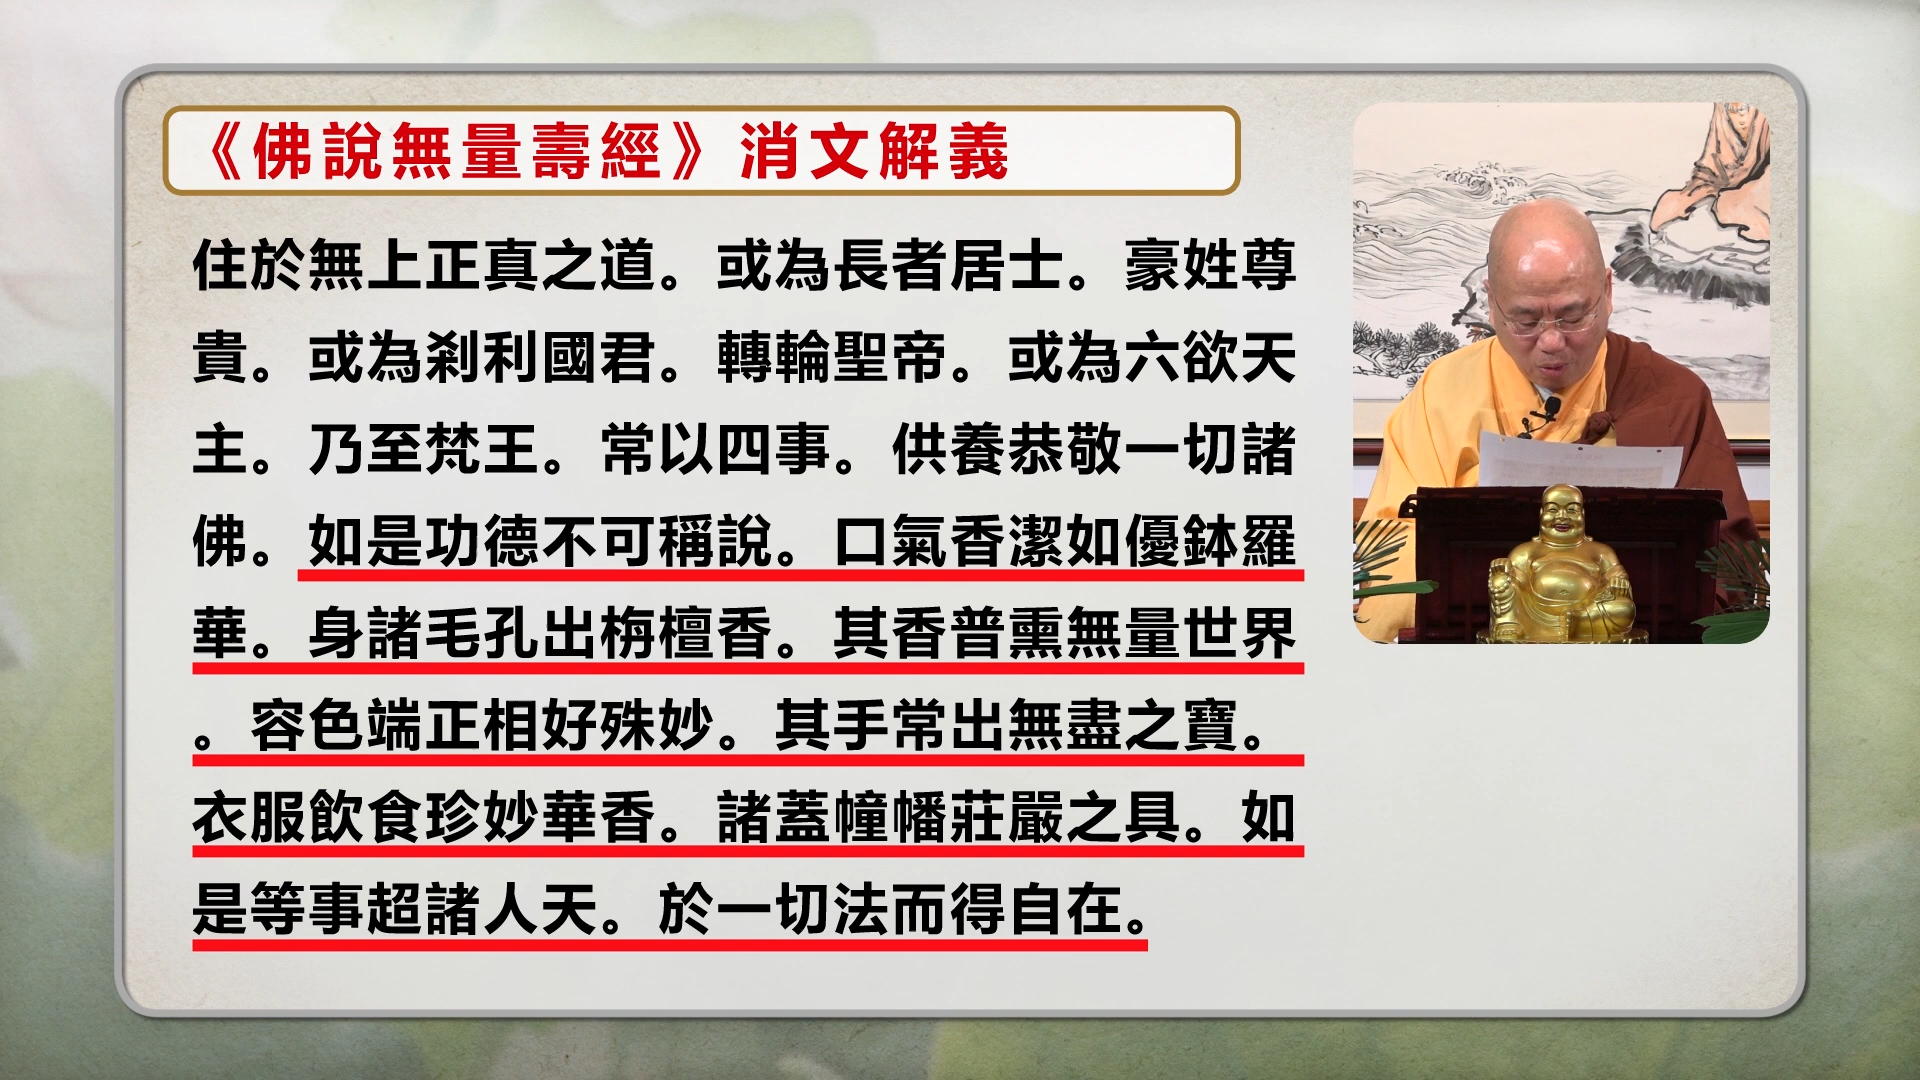 《佛說無量壽經》消文解義
住於無上正真之道。或為長者居士。豪姓尊
貴。或為剎利國君。轉輪聖帝。或為六欲天
主。乃至梵王。常以四事。供養恭敬一切諸
佛。如是功德不可稱說。口氣香潔如優鉢羅
華。身諸毛孔出栴檀香。其香普熏無量世界
。容色端正相好殊妙。其手常出無盡之寶。
衣服飲食珍妙華香。諸蓋幢幡莊嚴之具。如
是等事超諸人天。於一切法而得自在。